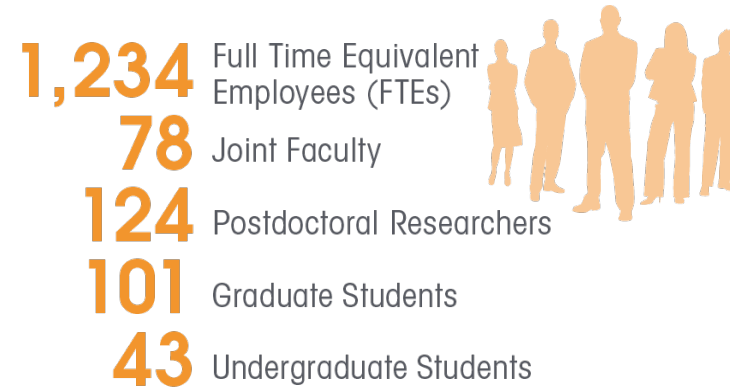 1,234 Full Time Equivalent
Employees (FTEs)
78 Joint Faculty
124 Postdoctoral Researchers
101 Graduate Students
43 Undergraduate Students